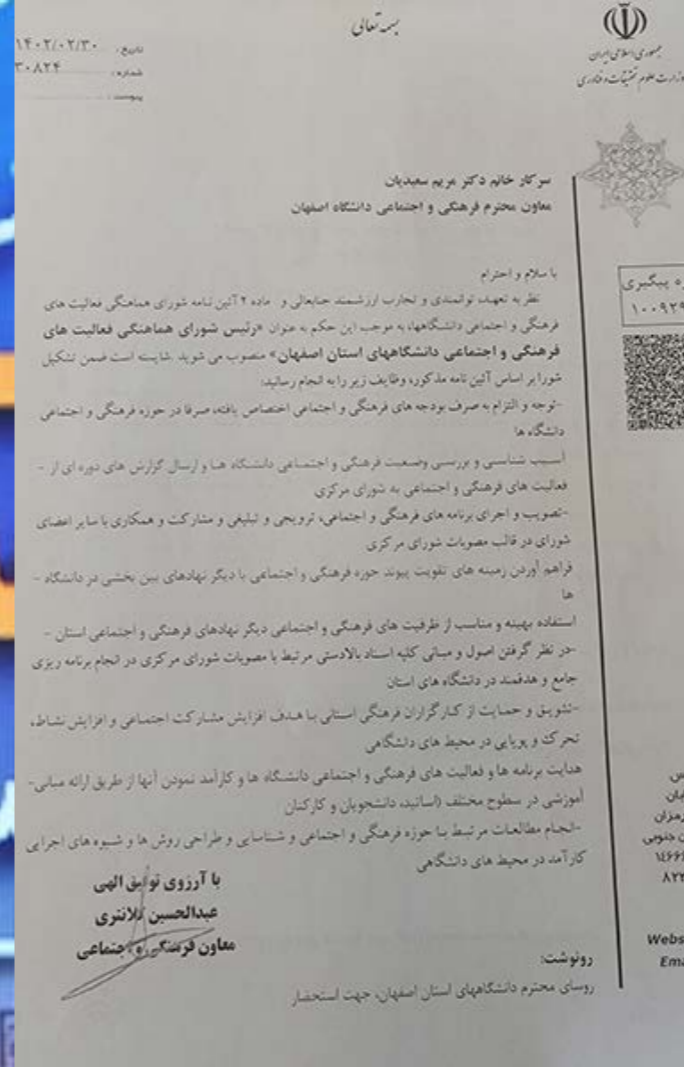 بسمه تعالی
جمهوری اسلامی ایران
وزارت علوم تحقیقات و فناوری
تاریخ: ۱۴۰۲/۰۲/۳۰
شماره: ۳۰۸۲۴
پیوست:
سرکار خانم دکتر مریم سعیدیان
معاون محترم فرهنگی و اجتماعی دانشگاه اصفهان
ه پیگیری
۱۰۰۹۲۹
با سلام و احترام
نظر به تعهد، توانمندی و تجارب ارزشمند جنابعالی و ماده ۲ آئین نامه شورای هماهنگی فعالیت های
فرهنگی و اجتماعی دانشگاهها، به موجب این حکم به عنوان «رئیس شورای هماهنگی فعالیت های
فرهنگی و اجتماعی دانشگاههای استان اصفهان» منصوب می شوید .شایسته است ضمن تشکیل
شورا بر اساس آئین نامه مذکور، وظایف زیر را به انجام رسانید:
-توجه و التزام به صرف بودجه های فرهنگی و اجتماعی اختصاص یافته، صرفا در حوزه فرهنگی و اجتماعی
دانشگاه ها
آسیب شناسی و بررسی وضعیت فرهنگی و اجتماعی دانشگاه ها و ارسال گزارش های دوره ای از -
فعالیت های فرهنگی و اجتماعی به شورای مرکزی
-تصویب و اجرای برنامه های فرهنگی و اجتماعی، ترویجی و تبلیغی و مشارکت و همکاری با سایر اعضای
شورای در قالب مصوبات شورای مرکزی
فراهم آوردن زمینه های تقویت پیوند حوزه فرهنگی و اجتماعی با دیگر نهادهای بین بخشی در دانشگاه -
ها
استفاده بهینه و مناسب از ظرفیت های فرهنگی و اجتماعی دیگر نهادهای فرهنگی و اجتماعی استان -
-در نظر گرفتن اصول و مبانی کلیه اسناد بالادستی مرتبط با مصوبات شورای مرکزی در انجام برنامه ریزی
جامع و هدفمند در دانشگاه های استان
-تشویق و حمایت از کارگزاران فرهنگی استانی با هدف افزایش مشارکت اجتماعی و افزایش نشاط،
تحرک و پویایی در محیط های دانشگاهی
هدایت برنامه ها و فعالیت های فرهنگی و اجتماعی دانشگاه ها و کارآمد نمودن آنها از طریق ارائه مبانی-
آموزشی در سطوح مختلف (اساتید، دانشجویان و کارکنان
-انجام مطالعات مرتبط با حوزه فرهنگی و اجتماعی و شناسایی و طراحی روش ها و شیوه های اجرایی
کارآمد در محیط های دانشگاهی
با آرزوی توفیق الهی
عبدالحسین کلانتری
معاون فرهنگی و اجتماعی
رونوشت:
روسای محترم دانشگاههای استان اصفهان، جهت استحضار
ن جنوبی
Webs
Ema